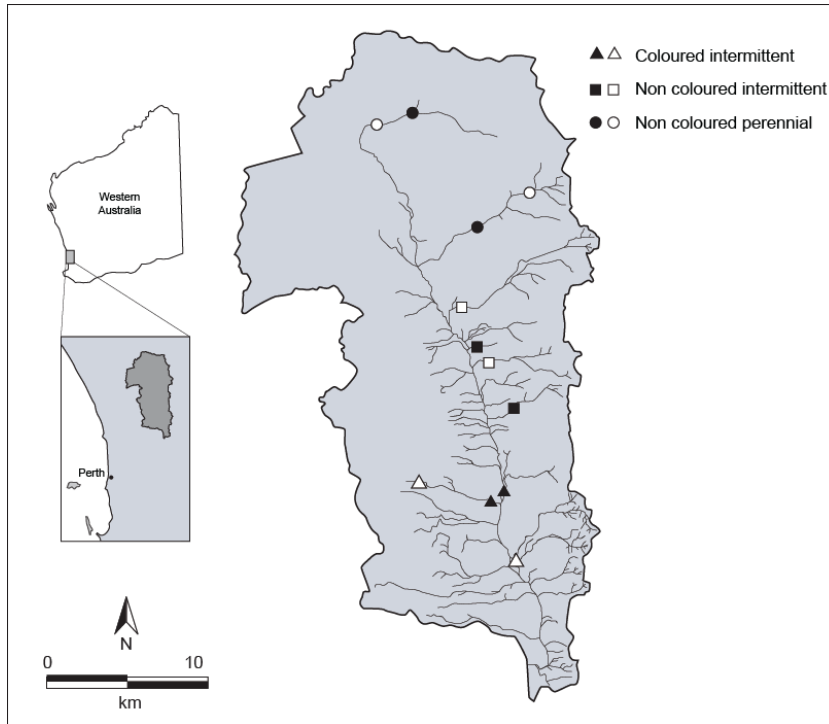 Coloured intermittent
Non coloured intermittent
Non coloured perennial
Western
Australia
Perth
N
0 10
km